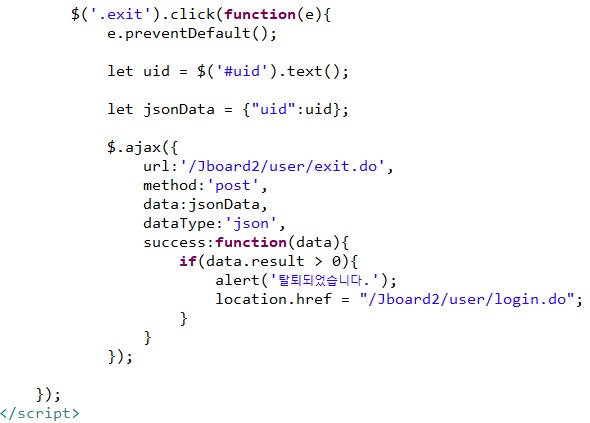 $('.exit').click(function(e){
e.preventDefault();
let uid = $('#uid').text();
let jsonData = {"uid":uid};
$.ajax({
url:'/Jboard2/user/exit.do',
method:'post',
data:jsonData,
dataType:'json',
success:function(data){
if(data.result > 0){
alert('탈퇴되었습니다.');
location.href = "/Jboard2/user/login.do";
}
}
});
});
</script>